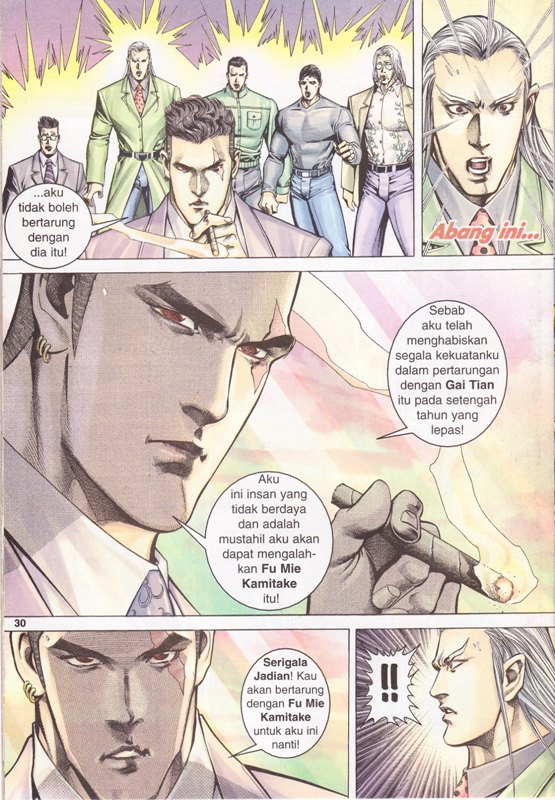 ...aku
tidak boleh
bertarung
dengan
dia itu!
Abang ini...
Sebab
aku telah
menghabiskan
segala kekuatanku
dalam pertarungan
dengan Gai Tian
itu pada setengah
tahun yang
lepas!
Aku
ini insan yang
tidak berdaya
dan adalah
mustahil aku akan
dapat mengalah-
kan Fu Mie
Kamitake
itu!
30
Serigala
Jadian! Kau
akan bertarung
dengan Fu Mie
Kamitake
untuk aku ini
nanti!
!!